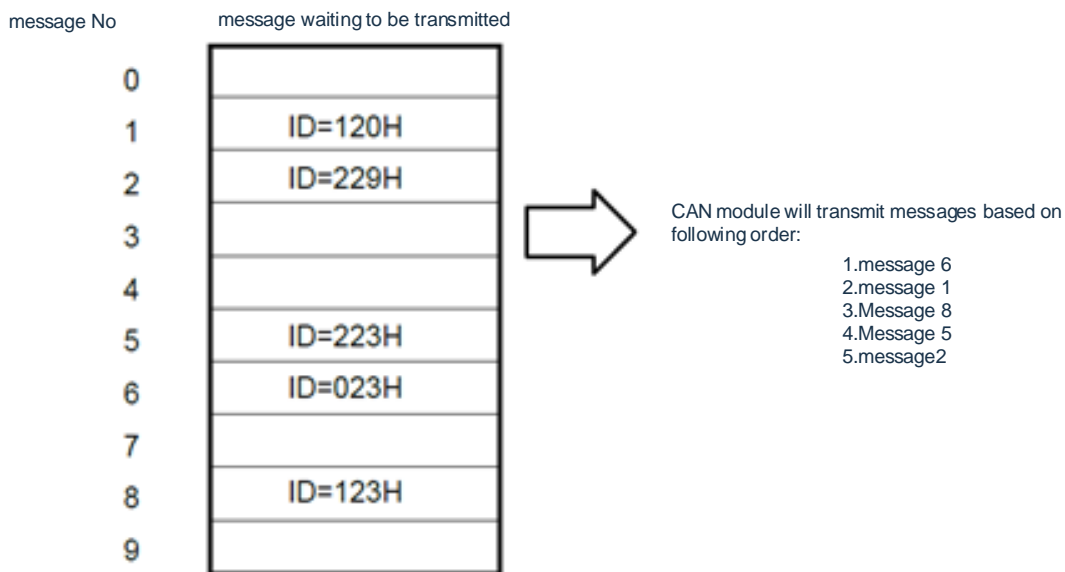 message No
message waiting to be transmitted
0
1 ID=120H
2 ID=229H
3
4
5 ID=223H
6 ID=023H
7
8 ID=123H
9
CAN module will transmit messages based on
following order:
1.message 6
2.message 1
3.Message 8
4.Message 5
5.message2